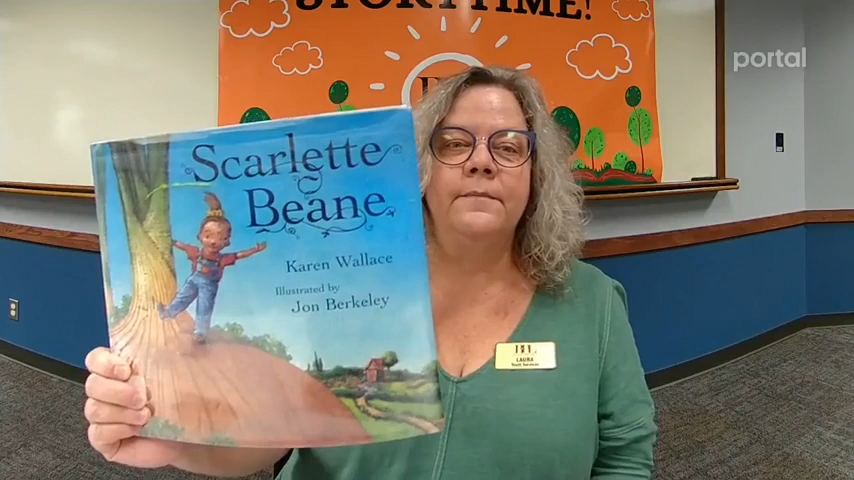 STORYTIME!
portal
Scarlette
Beane
Karen Wallace
Illustrated by
Jon Berkeley
LAURA
Youth Services